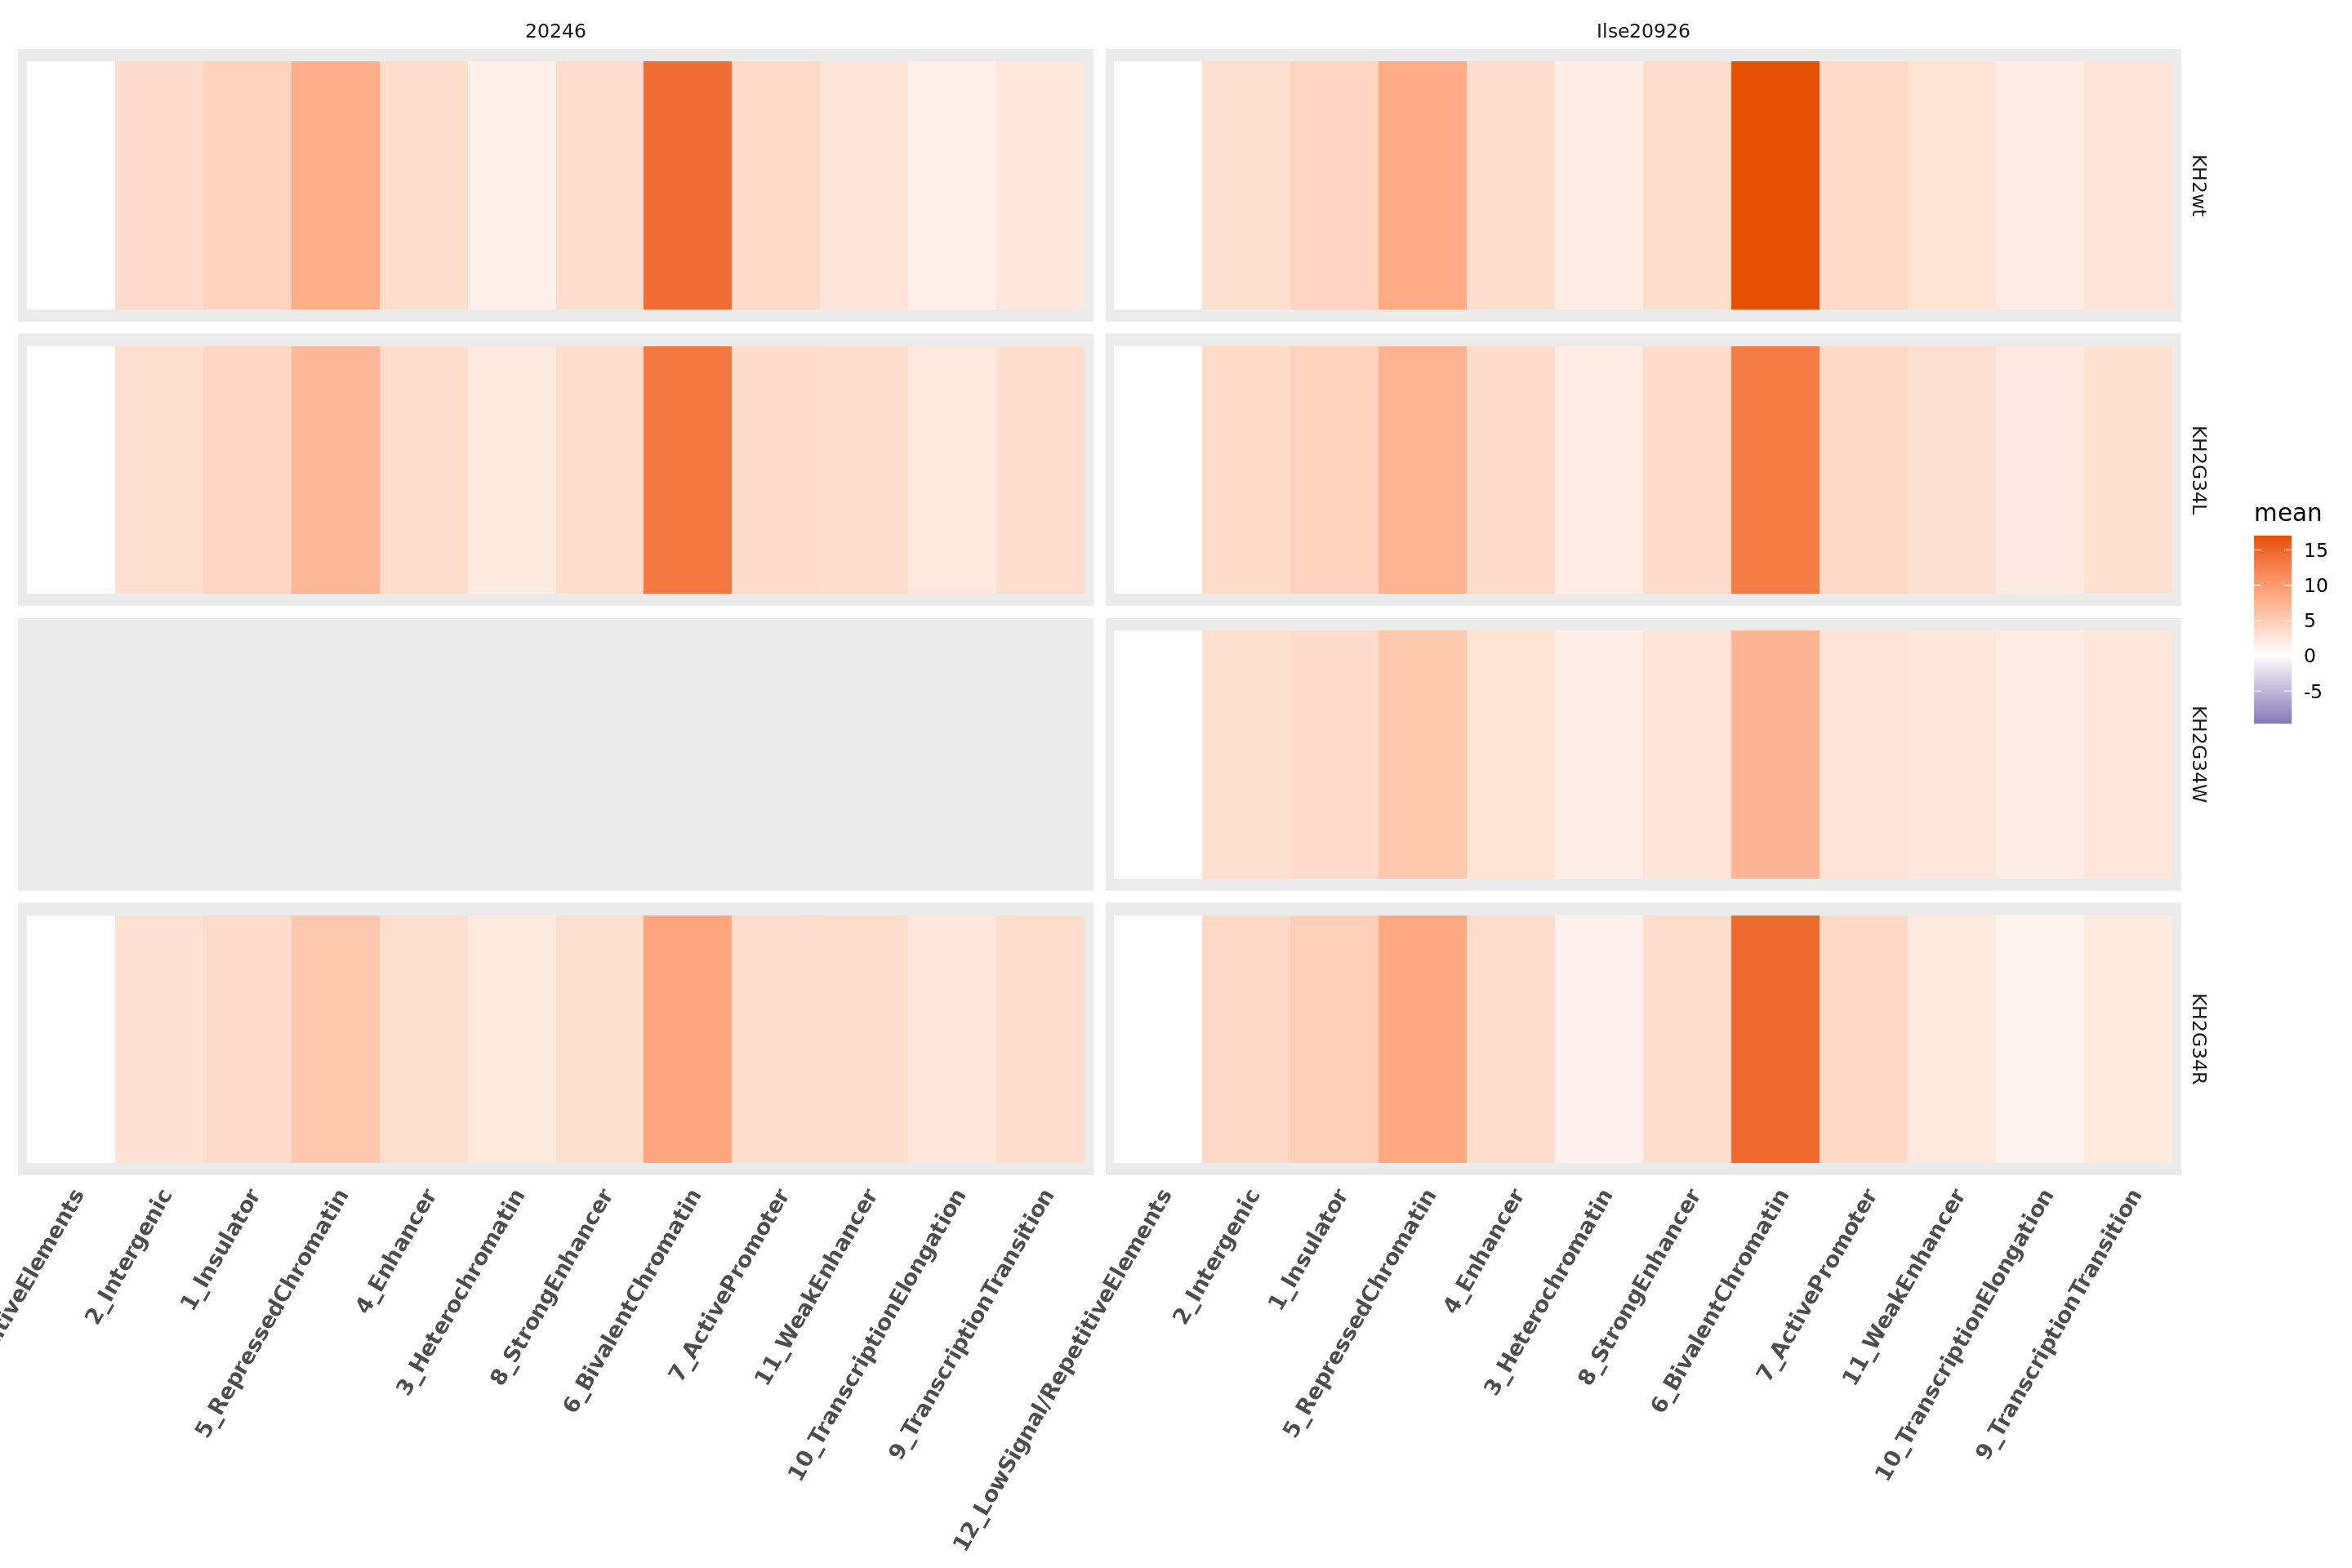 20246
Ilse20926
KH2wt
KH2G34L
KH2G34W
KH2G34R
mean
15
10
5
0
-5
tiveElements
2_Intergenic
1_Insulator
5_RepressedChromatin
4_Enhancer
3_Heterochromatin
8_StrongEnhancer
6_BivalentChromatin
7_ActivePromoter
11_WeakEnhancer
10_TranscriptionElongation
9_TranscriptionTransition
12_LowSignal/RepetitiveElements
2_Intergenic
1_Insulator
5_RepressedChromatin
4_Enhancer
3_Heterochromatin
8_StrongEnhancer
6_BivalentChromatin
7_ActivePromoter
11_WeakEnhancer
10_TranscriptionElongation
9_TranscriptionTransition